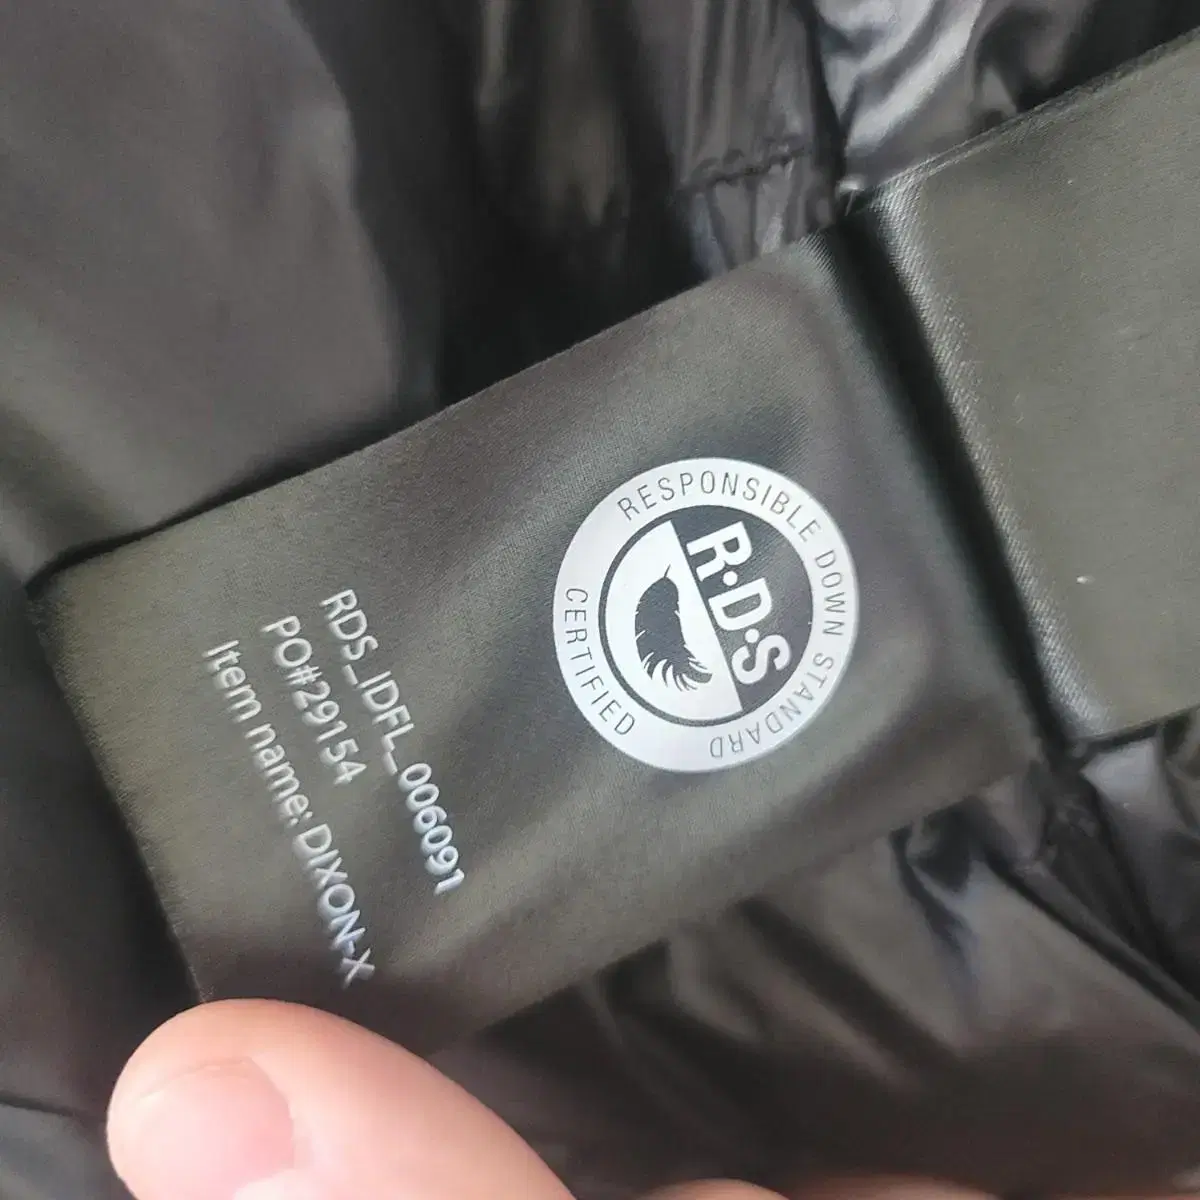 RESPONSIBLE DOWN STANDARD
R·D·S
CERTIFIED
RDS_IDFL_006091
PO#29154
Item name: DIXON-X